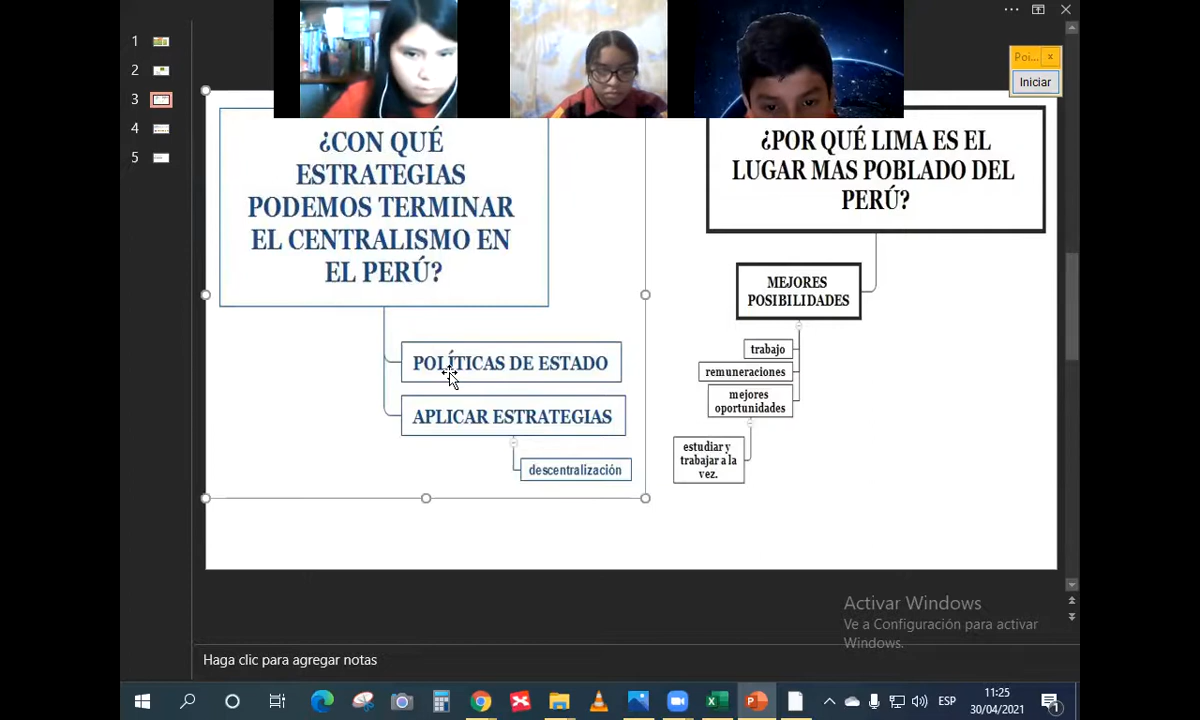 1
2
3
4
5
Poi... x
Iniciar
¿CON QUÉ
ESTRATEGIAS
PODEMOS TERMINAR
EL CENTRALISMO EN
EL PERÚ?
POLÍTICAS DE ESTADO
APLICAR ESTRATEGIAS
descentralización
¿POR QUÉ LIMA ES EL
LUGAR MAS POBLADO DEL
PERÚ?
MEJORES
POSIBILIDADES
trabajo
remuneraciones
mejores
oportunidades
estudiar y
trabajar a la
vez.
Activar Windows
Ve a Configuración para activar
Windows.
Haga clic para agregar notas
ESP
11:25
30/04/2021
1